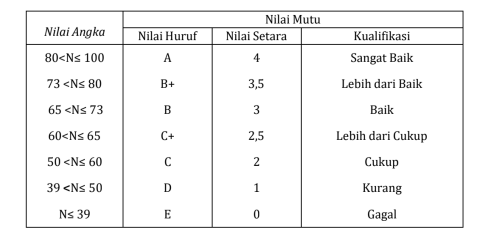 Nilai Angka Nilai Mutu
Nilai Huruf Nilai Setara Kualifikasi
80<N≤ 100 A 4 Sangat Baik
73 <N≤ 80 B+ 3,5 Lebih dari Baik
65 <N≤ 73 B 3 Baik
60<N≤ 65 C+ 2,5 Lebih dari Cukup
50 <N≤ 60 C 2 Cukup
39 <N≤ 50 D 1 Kurang
N≤ 39 E 0 Gagal